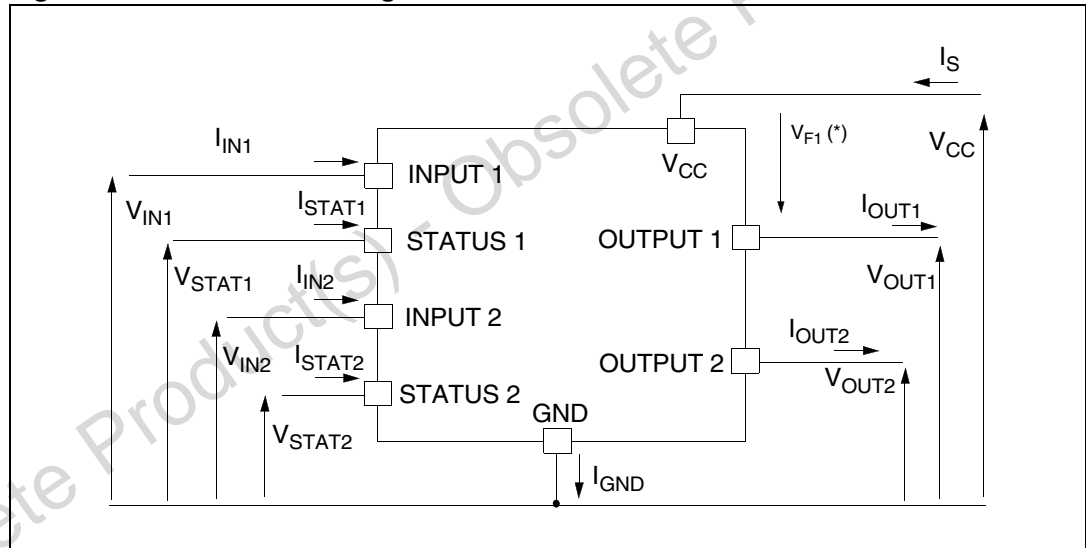 I_S
V_F1 (*)
V_CC
V_CC
I_IN1
INPUT 1
V_IN1
I_STAT1
STATUS 1
V_STAT1
I_IN2
INPUT 2
V_IN2
I_STAT2
STATUS 2
V_STAT2
OUTPUT 1
I_OUT1
V_OUT1
OUTPUT 2
I_OUT2
V_OUT2
GND
I_GND
Product(s) - Obsolete